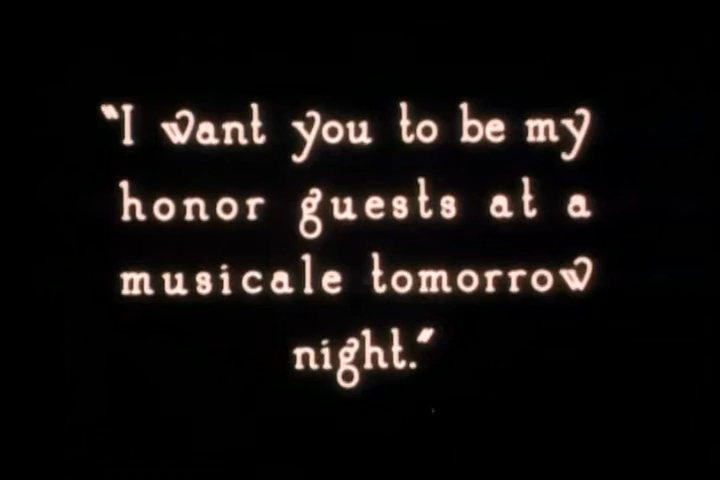 "I want you to be my
honor guests at a
musicale tomorrow
night."